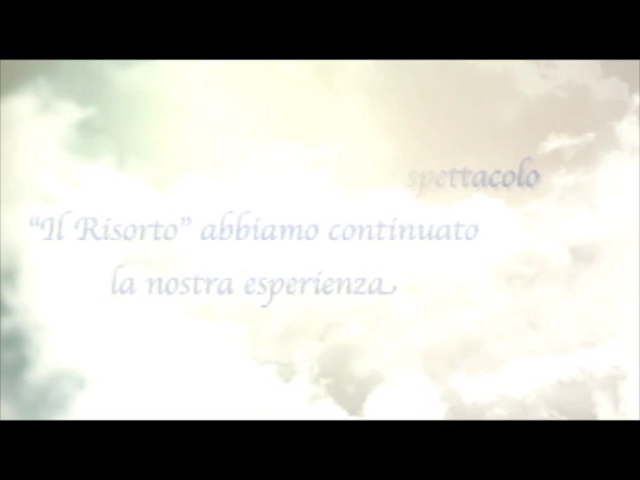 spettacolo
“Il Risorto” abbiamo continuato
la nostra esperienza